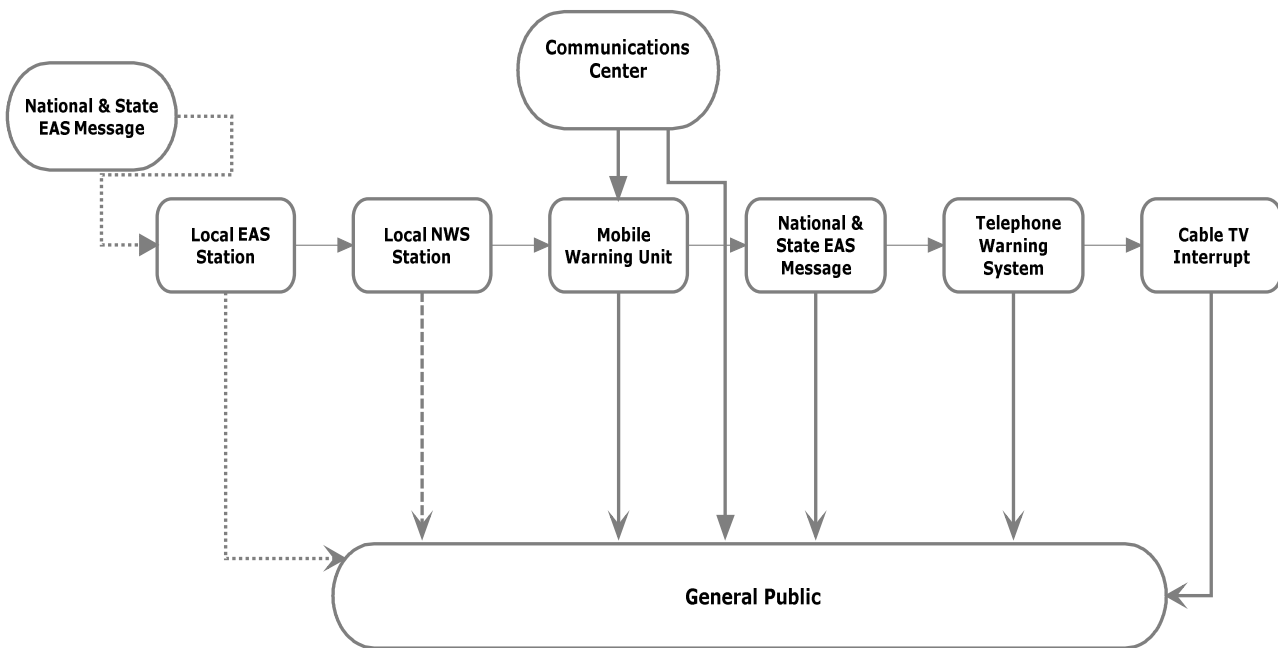 Communications
Center
National & State
EAS Message
Local EAS
Station
Local NWS
Station
Mobile
Warning Unit
National &
State EAS
Message
Telephone
Warning
System
Cable TV
Interrupt
General Public